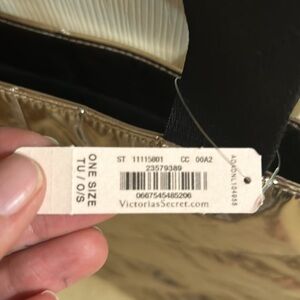 ONE SIZE
TU / O/S
ST 11115801 CC 00A2
23579389
0667545485206
VictoriasSecret.com